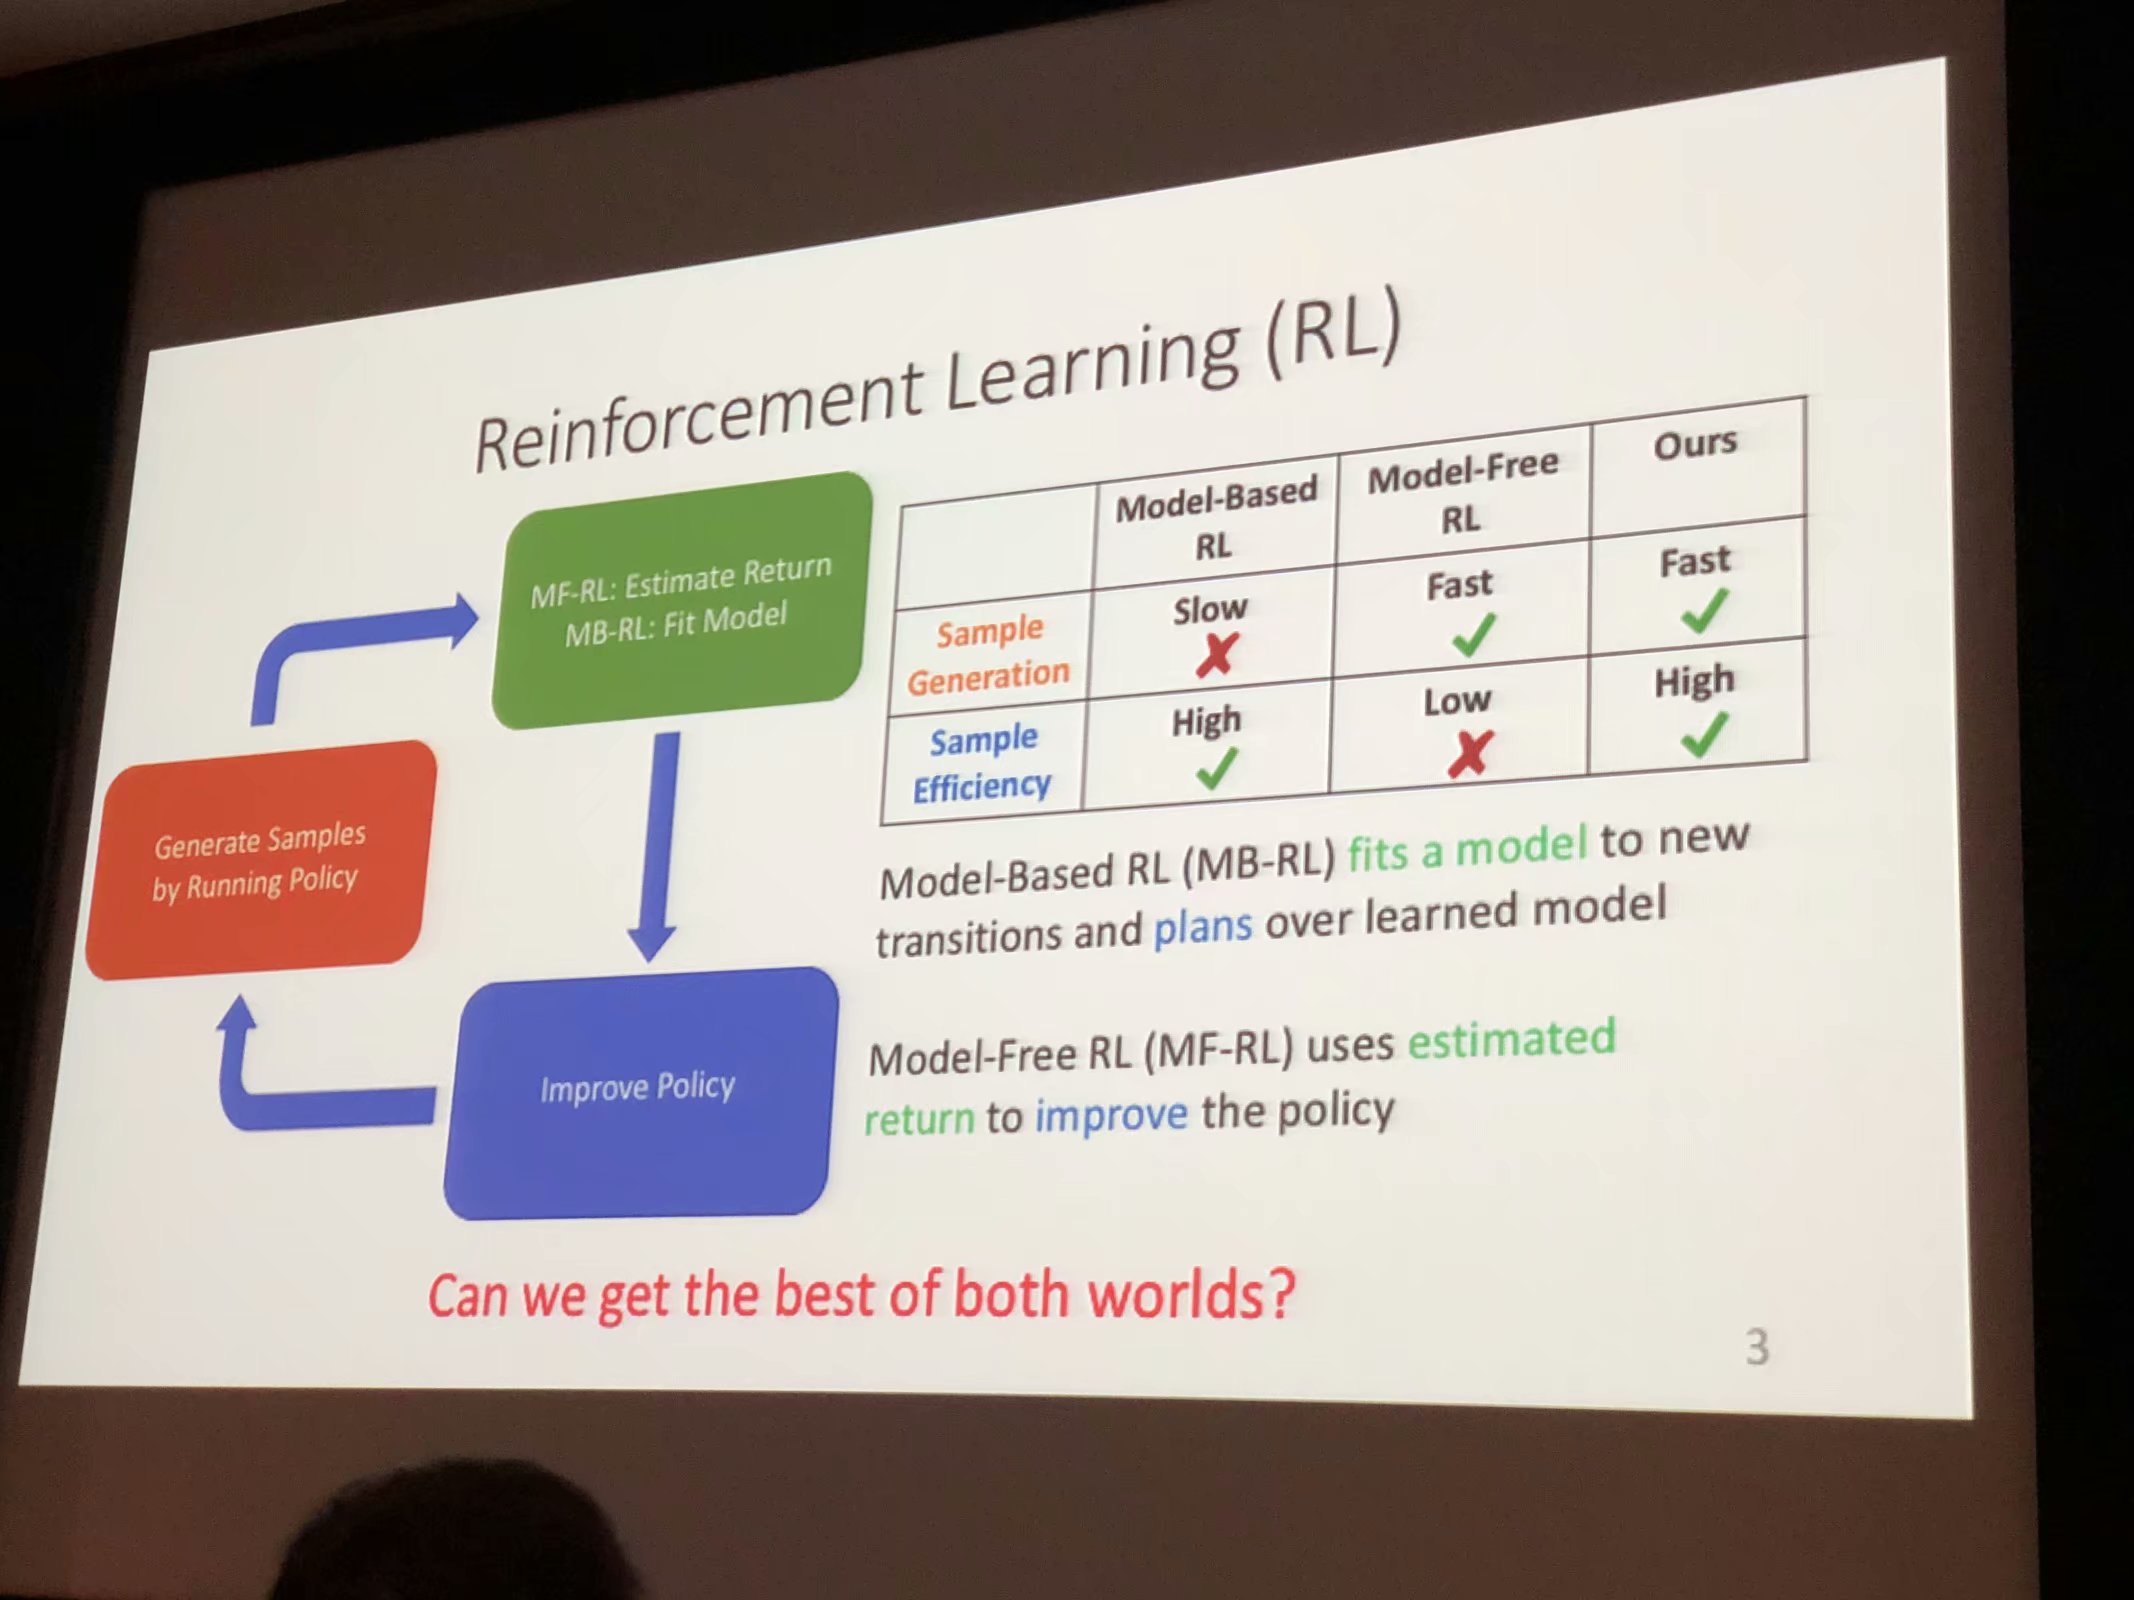 Reinforcement Learning (RL)
MF-RL: Estimate Return
MB-RL: Fit Model
Generate Samples
by Running Policy
Improve Policy
Model-Based
RL
Model-Free
RL
Ours
Sample
Generation
Slow
✗
Fast
✓
Fast
✓
Sample
Efficiency
High
✓
Low
✗
High
✓
Model-Based RL (MB-RL) fits a model to new
transitions and plans over learned model
Model-Free RL (MF-RL) uses estimated
return to improve the policy
Can we get the best of both worlds?
3